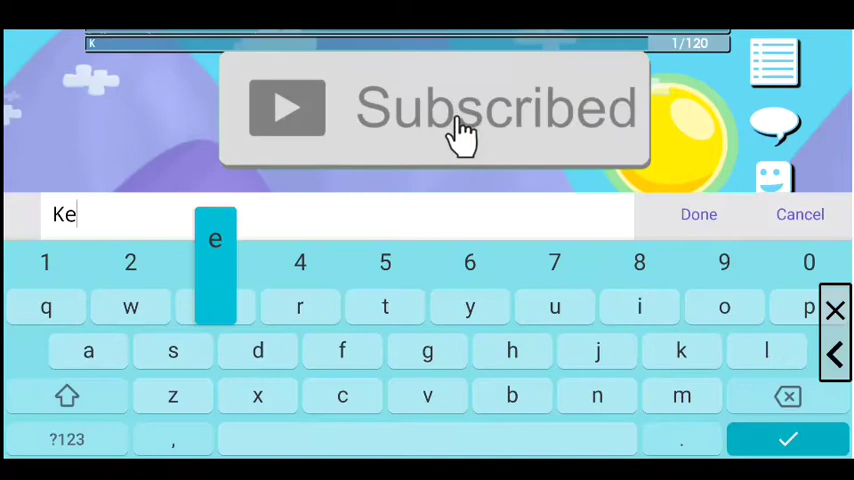 K 1/120
Subscribed
Ke Done Cancel
e
1 2 4 5 6 7 8 9 0
q w r t y u i o p
a s d f g h j k l
z x c v b n m
?123 , .